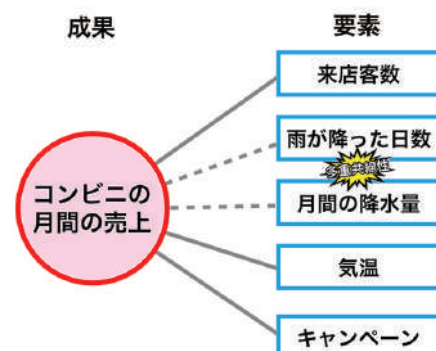 成果
要素
コンビニの
月間の売上
来店客数
雨が降った日数
多重共線性
月間の降水量
気温
キャンペーン